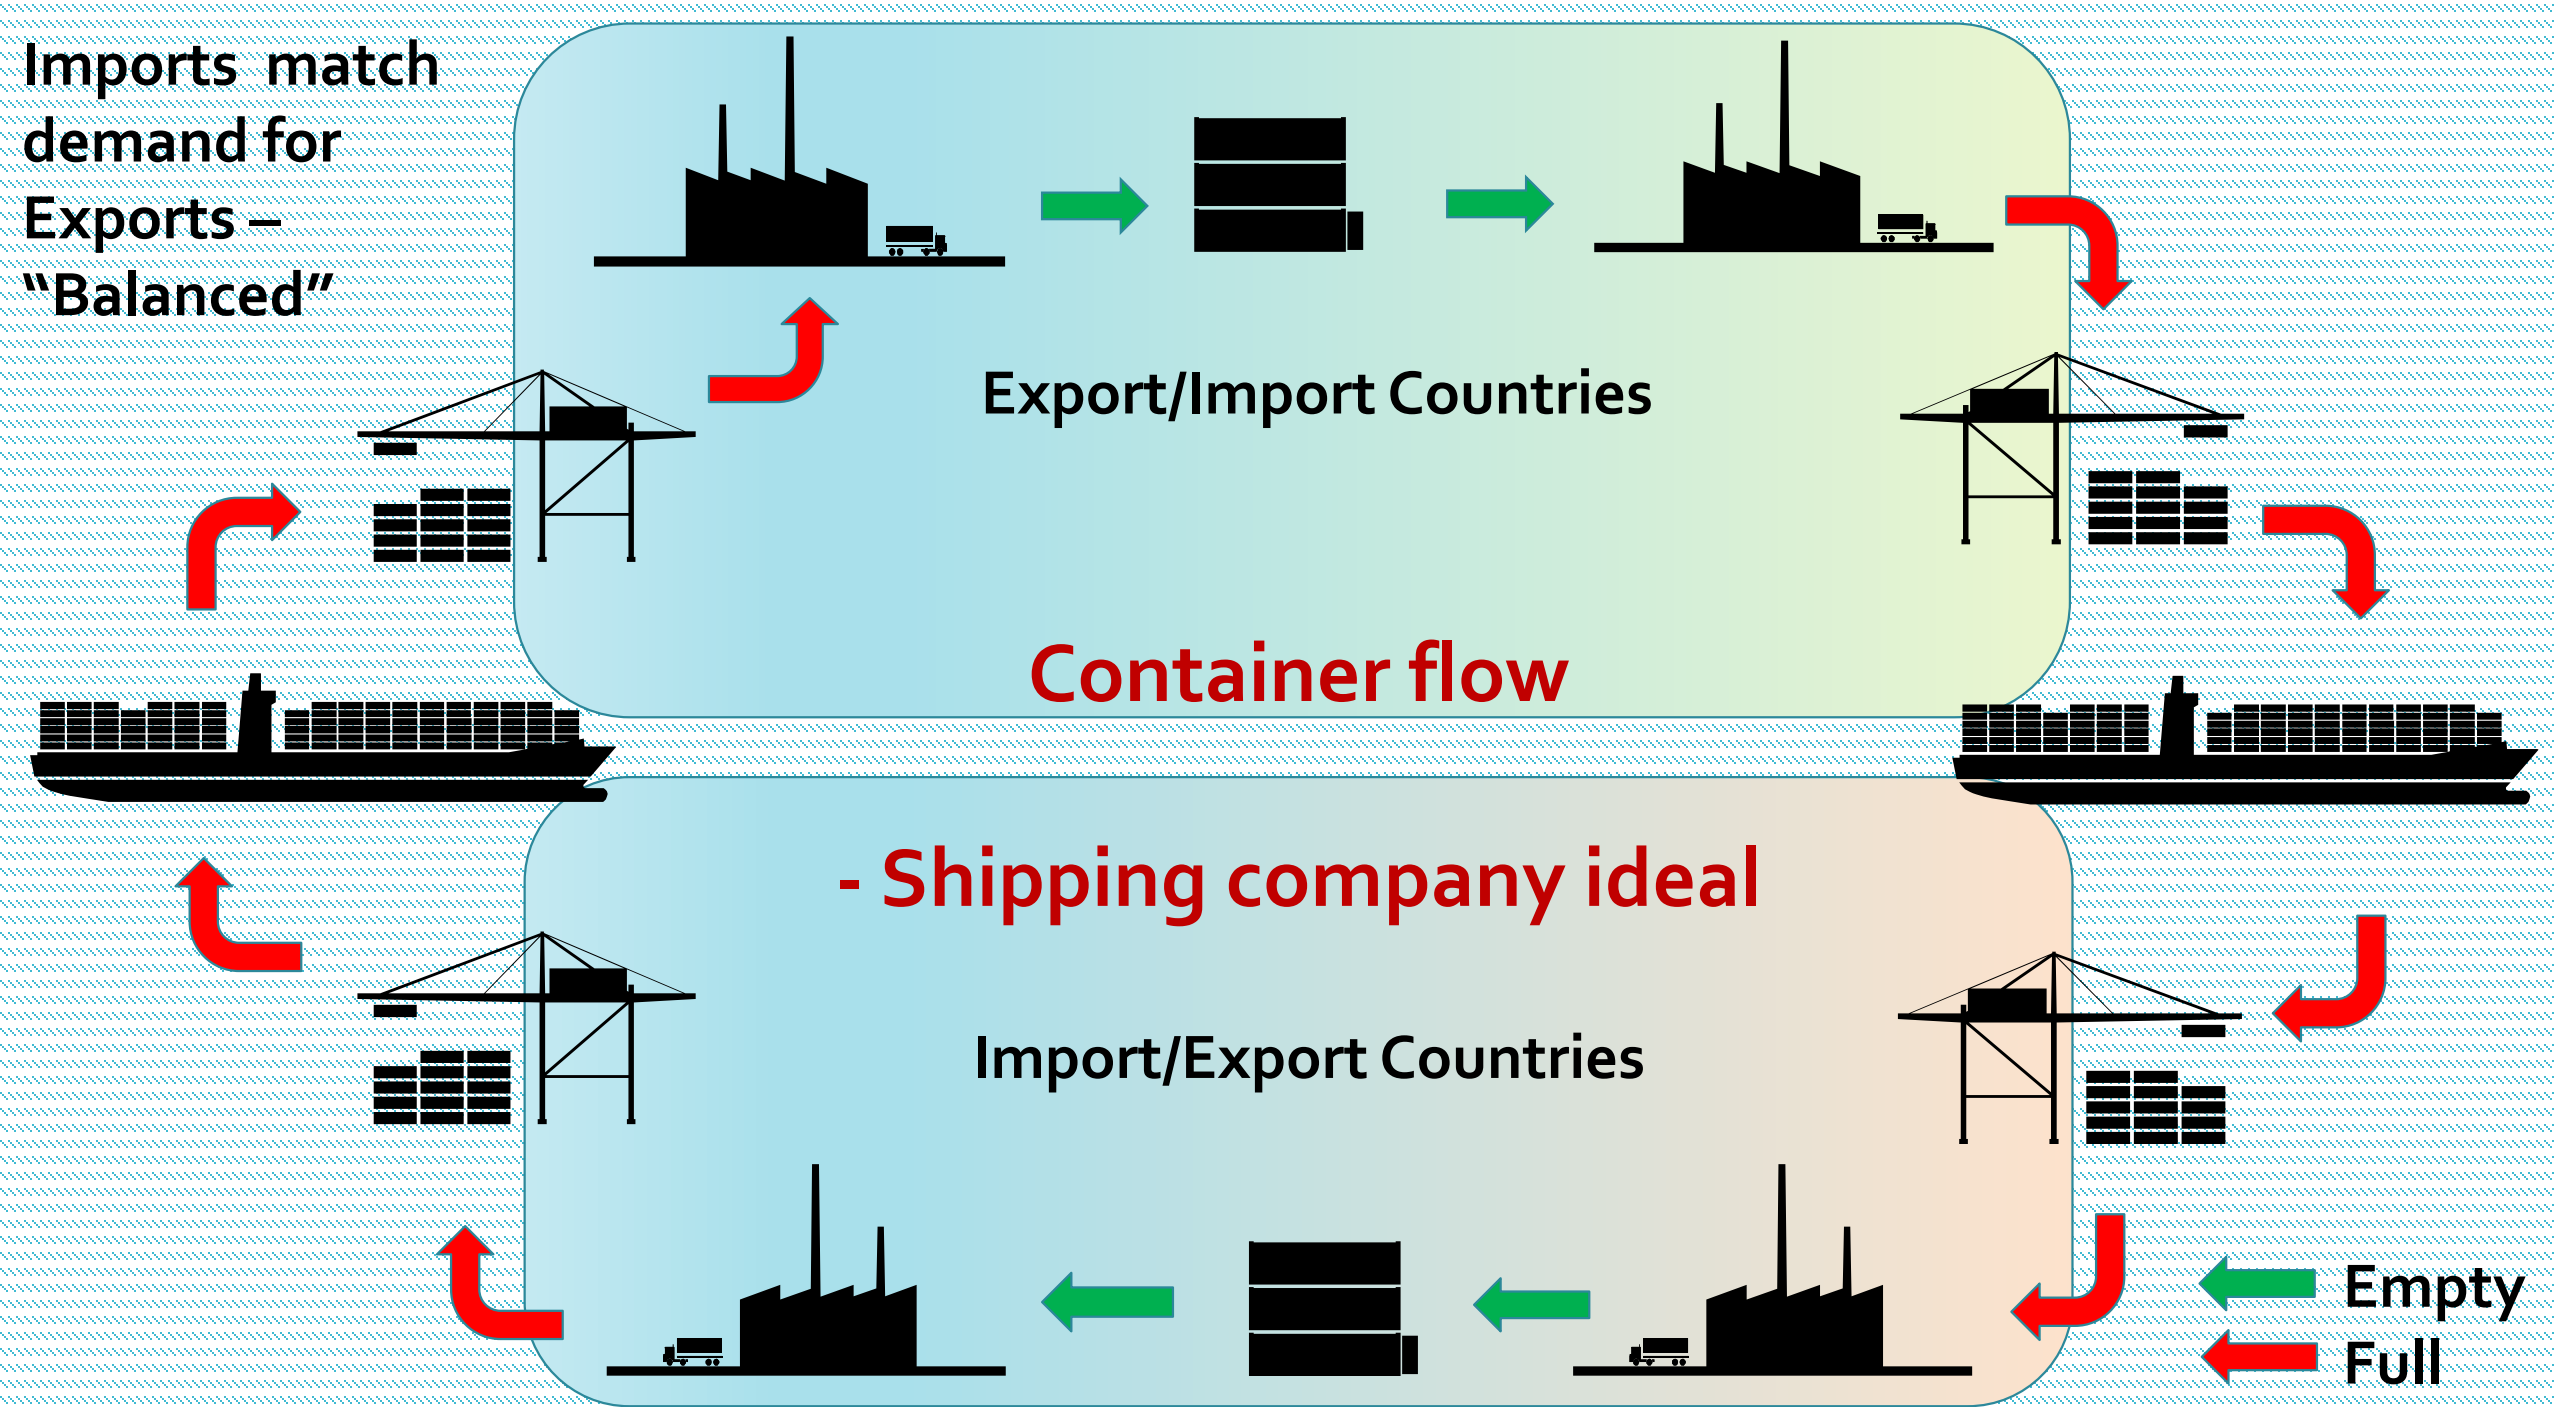 Imports match
demand for
Exports –
“Balanced”
Export/Import Countries
Container flow
- Shipping company ideal
Import/Export Countries
Empty
Full